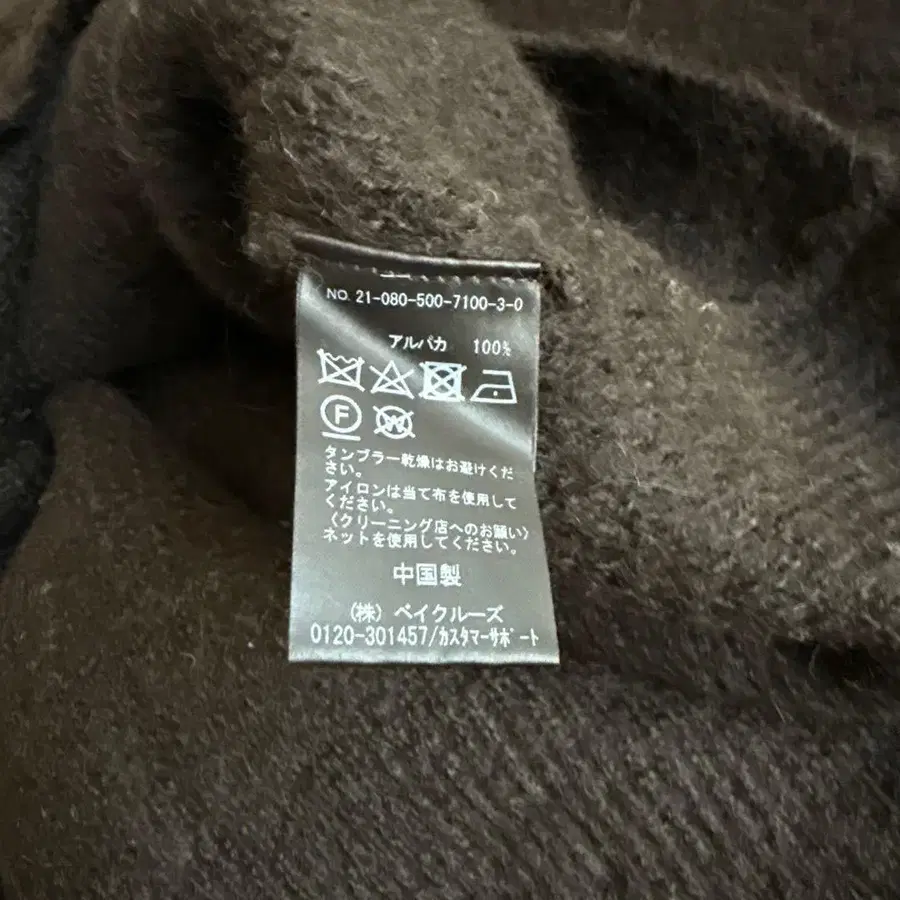 NO. 21-080-500-7100-3-0
アルパカ 100%
F W
タンブラー乾燥はお避けくだ
さい。
アイロンは当て布を使用して
ください。
〈クリーニング店へのお願い〉
ネットを使用してください。
中国製
(株) ベイクルーズ
0120-301457/カスタマーサポート